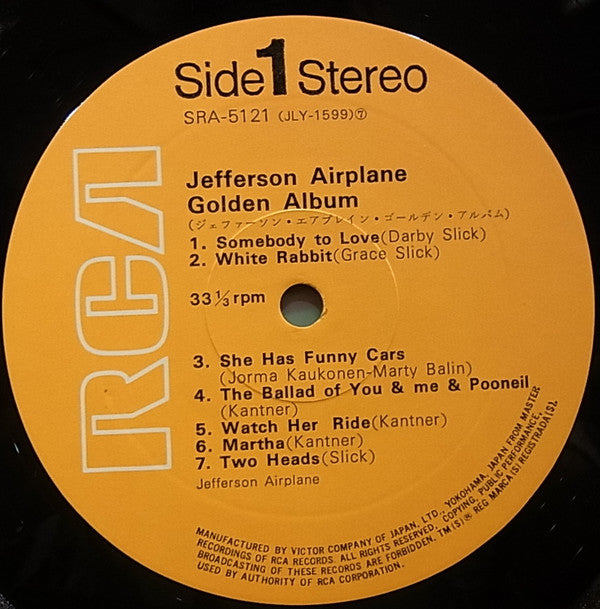 Side 1 Stereo
SRA-5121 (JLY-1599)⑦
RCA
Jefferson Airplane
Golden Album
(ジェファーソン・エアプレイン・ゴールデン・アルバム)
1. Somebody to Love(Darby Slick)
2. White Rabbit(Grace Slick)
33 1/3 rpm
3. She Has Funny Cars
(Jorma Kaukonen-Marty Balin)
4. The Ballad of You & me & Pooneil
(Kantner)
5. Watch Her Ride(Kantner)
6. Martha(Kantner)
7. Two Heads(Slick)
Jefferson Airplane
MANUFACTURED BY VICTOR COMPANY OF JAPAN, LTD., YOKOHAMA, JAPAN FROM MASTER
RECORDINGS OF RCA RECORDS. ALL RIGHTS RESERVED. COPYING, PUBLIC PERFORMANCE,
BROADCASTING OF THESE RECORDS ARE FORBIDDEN. TM(S)® REG MARCA(S) REGISTRADA(S).
USED BY AUTHORITY OF RCA CORPORATION.